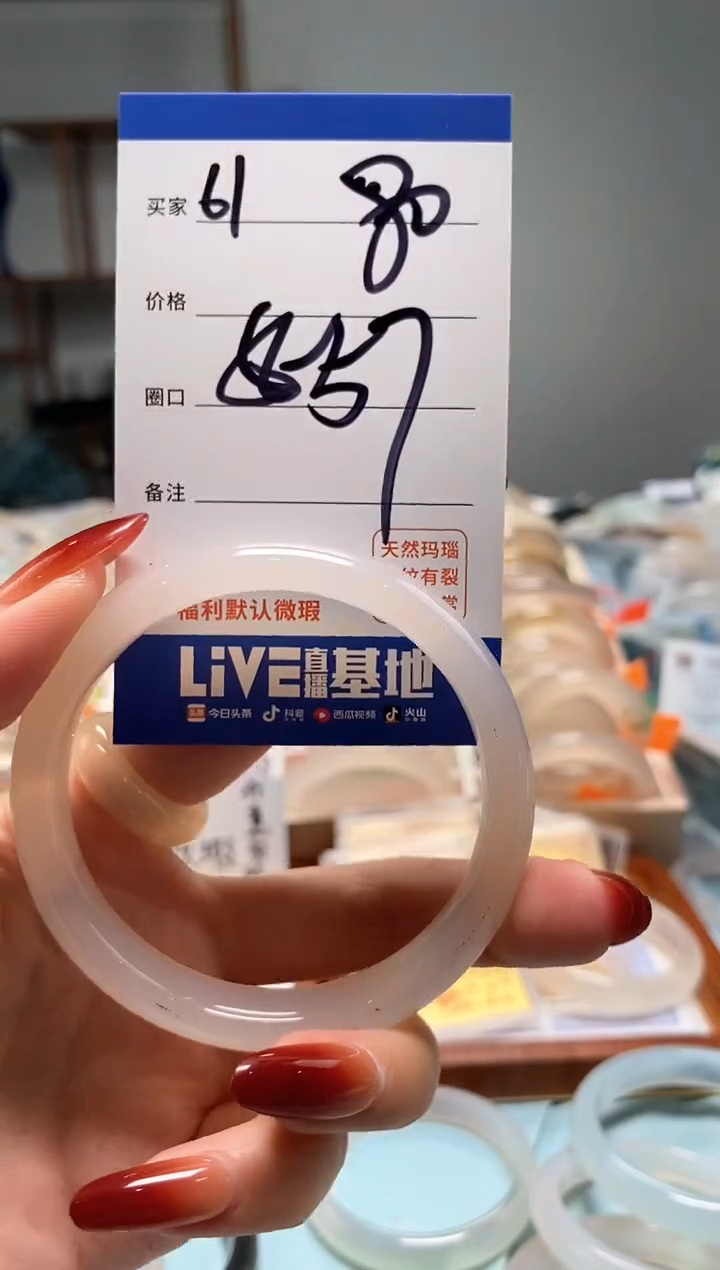 买家 61
价格
圈口 57
备注
天然玛瑙
纹有裂
福利默认微瑕
LiVE直播基地
今日头条 抖音 西瓜视频 火山